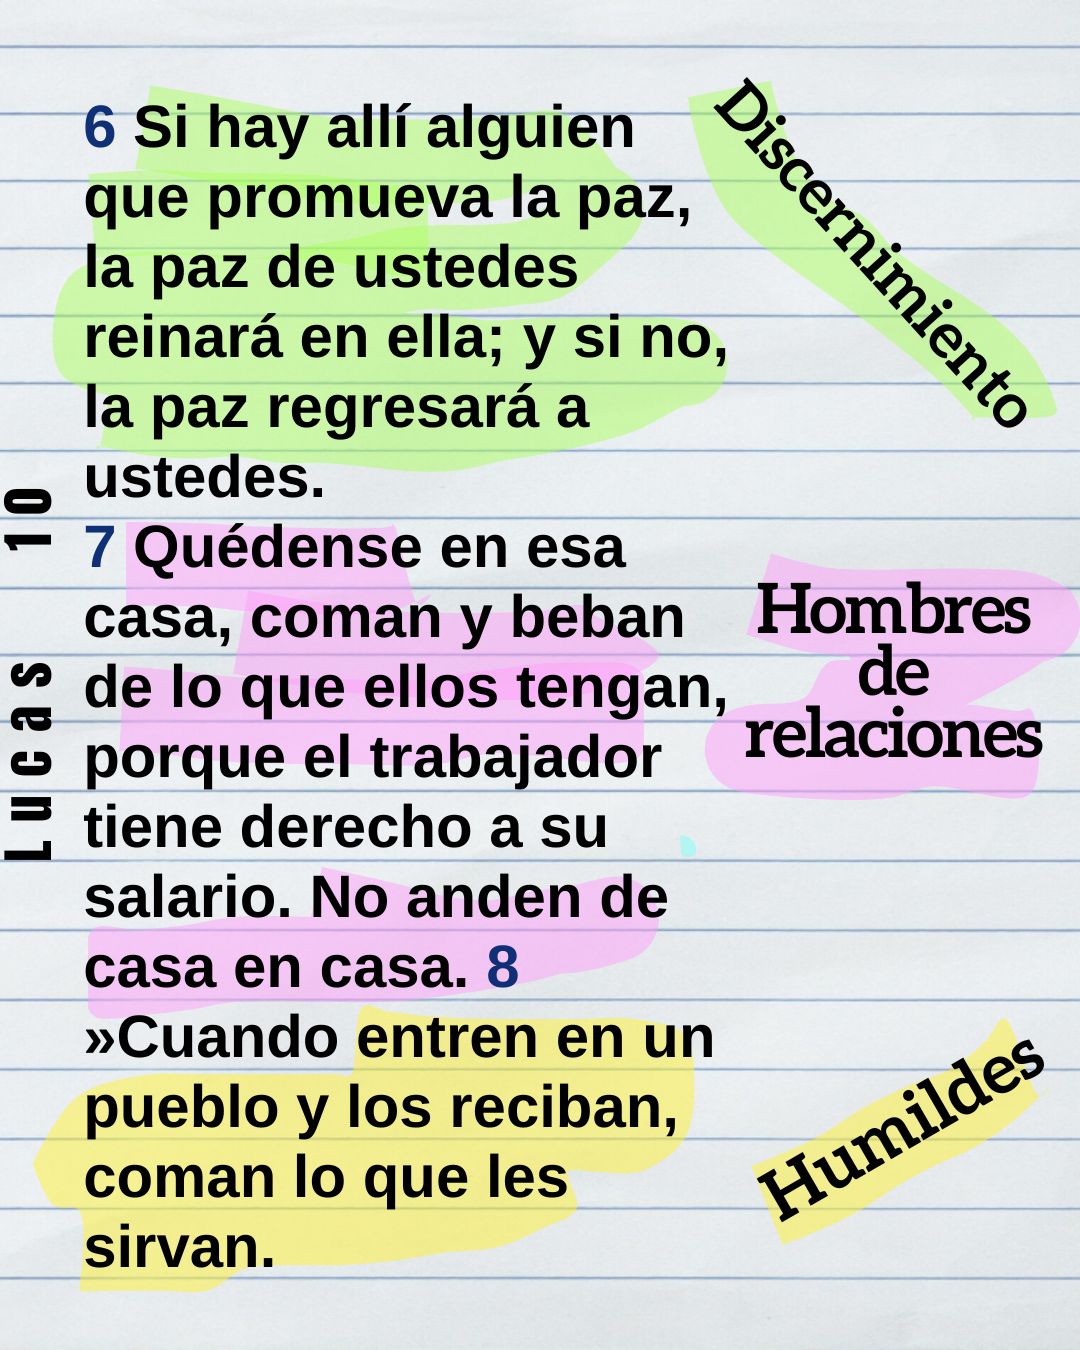 6 Si hay allí alguien
que promueva la paz,
la paz de ustedes
reinará en ella; y si no,
la paz regresará a
ustedes.
7 Quédense en esa
casa, coman y beban
de lo que ellos tengan,
porque el trabajador
tiene derecho a su
salario. No anden de
casa en casa. 8
»Cuando entren en un
pueblo y los reciban,
coman lo que les
sirvan.
Discernimiento
Hombres
de
relaciones
Humildes
Lucas 10